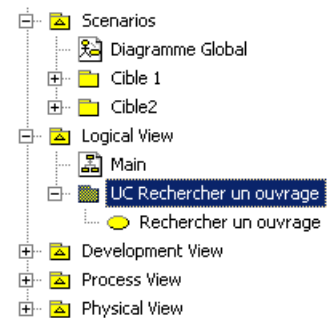 Scenarios
Diagramme Global
Cible 1
Cible2
Logical View
Main
UC Rechercher un ouvrage
Rechercher un ouvrage
Development View
Process View
Physical View